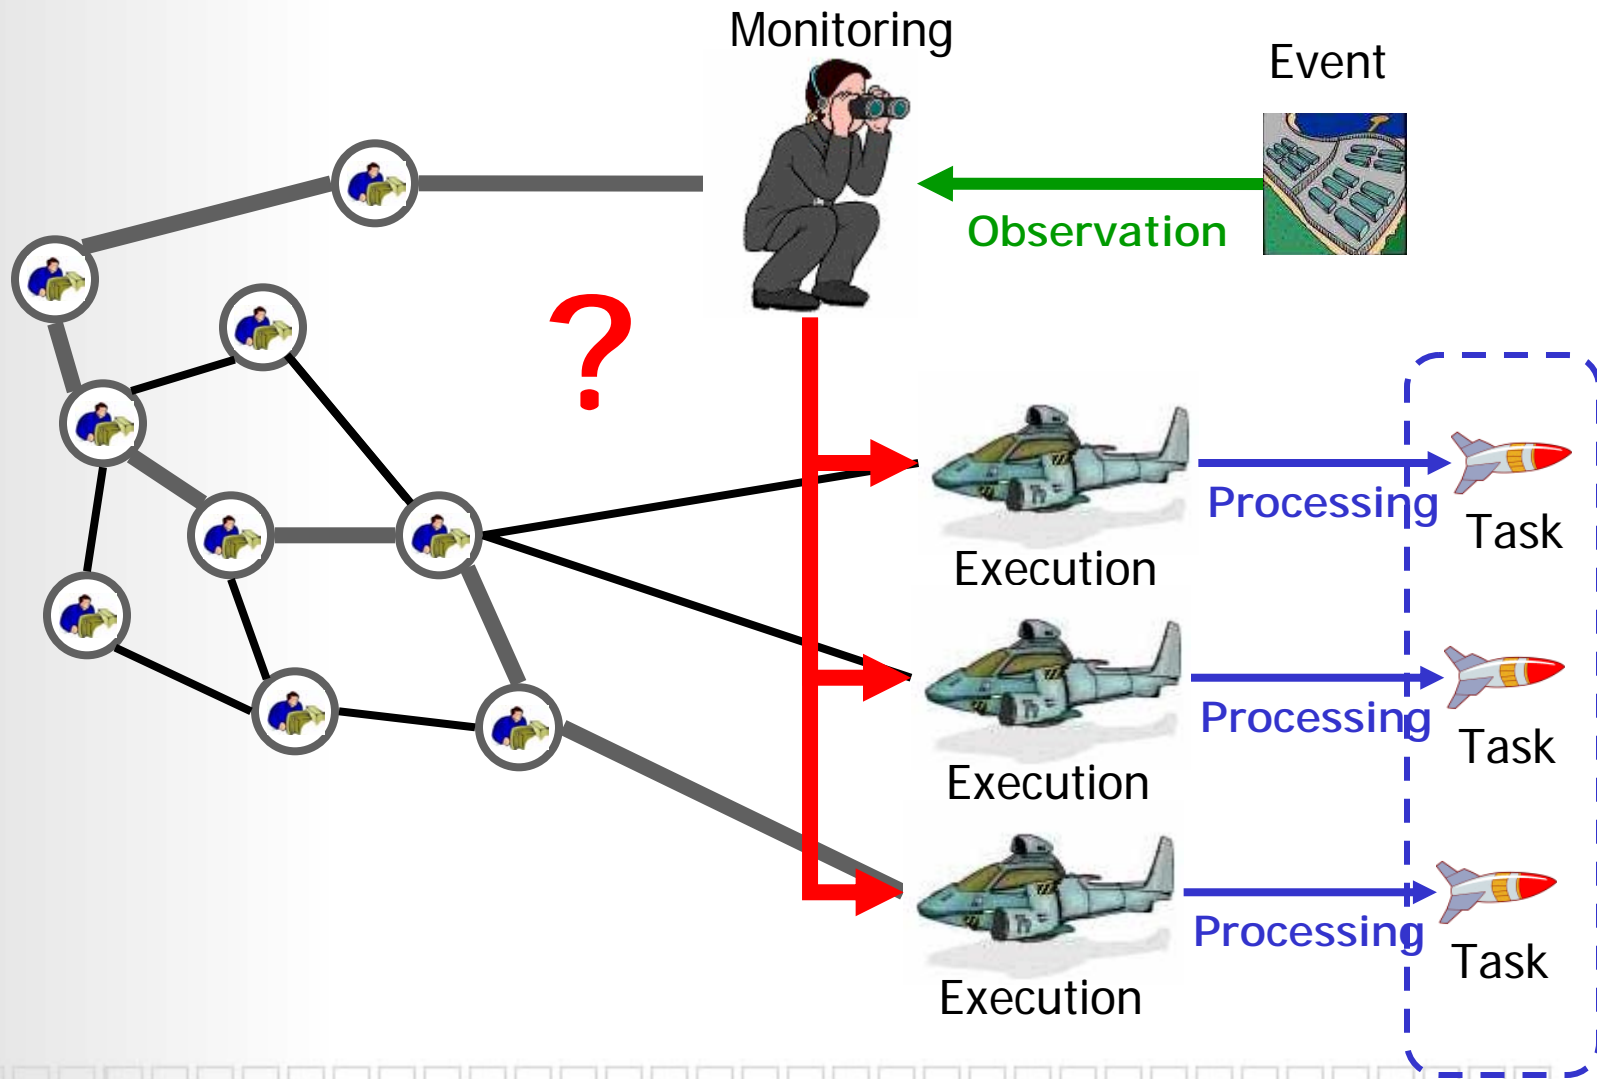 Monitoring
Event
Observation
?
Processing
Task
Execution
Processing
Task
Execution
Processing
Task
Execution